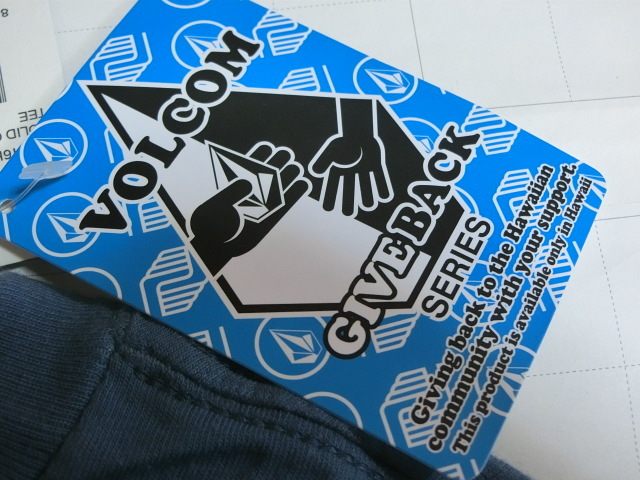 VOLCOM
GIVE BACK
SERIES
Giving back to the Hawaiian
community with your support.
This product is available only in Hawaii
TEE